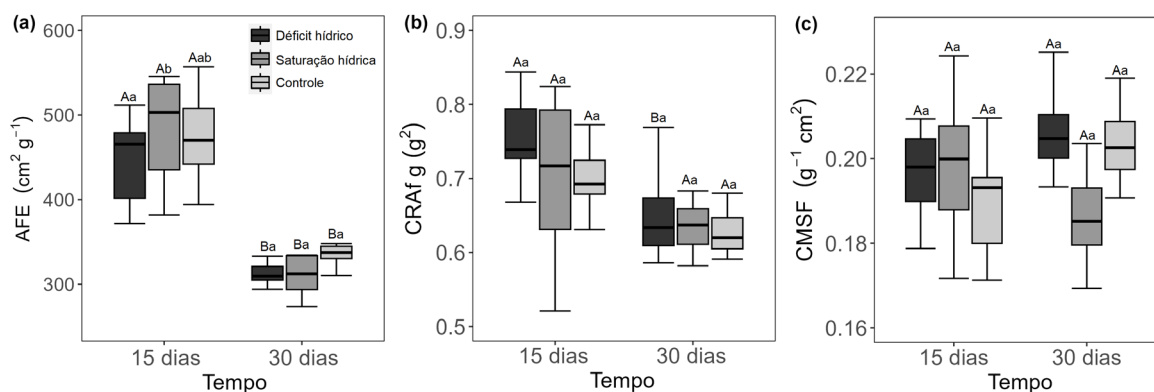 (a)
600
500
400
300
AFE (cm² g⁻¹)
Déficit hídrico
Saturação hídrica
Controle
Aa
Ab
Aab
Ba
Ba
Ba
15 dias
30 dias
Tempo
(b)
0.9
0.8
0.7
0.6
0.5
CRAf g (g²)
Aa
Aa
Aa
Ba
Aa
Aa
15 dias
30 dias
Tempo
(c)
0.22
0.20
0.18
0.16
CMSF (g⁻¹ cm²)
Aa
Aa
Aa
Aa
Aa
Aa
15 dias
30 dias
Tempo